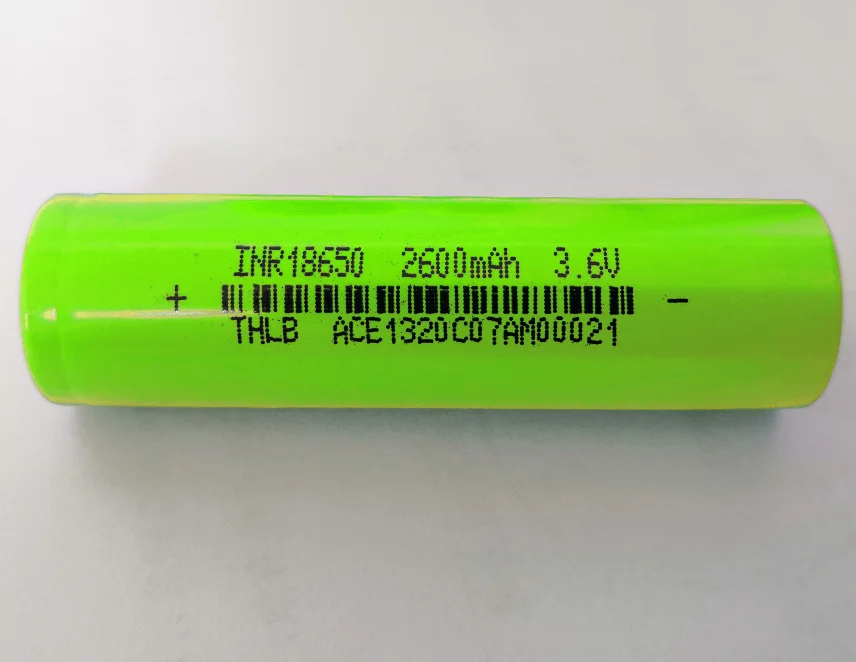 INR18650 2600mAh 3.6V
+ -
THLB ACE1320C07AM00021